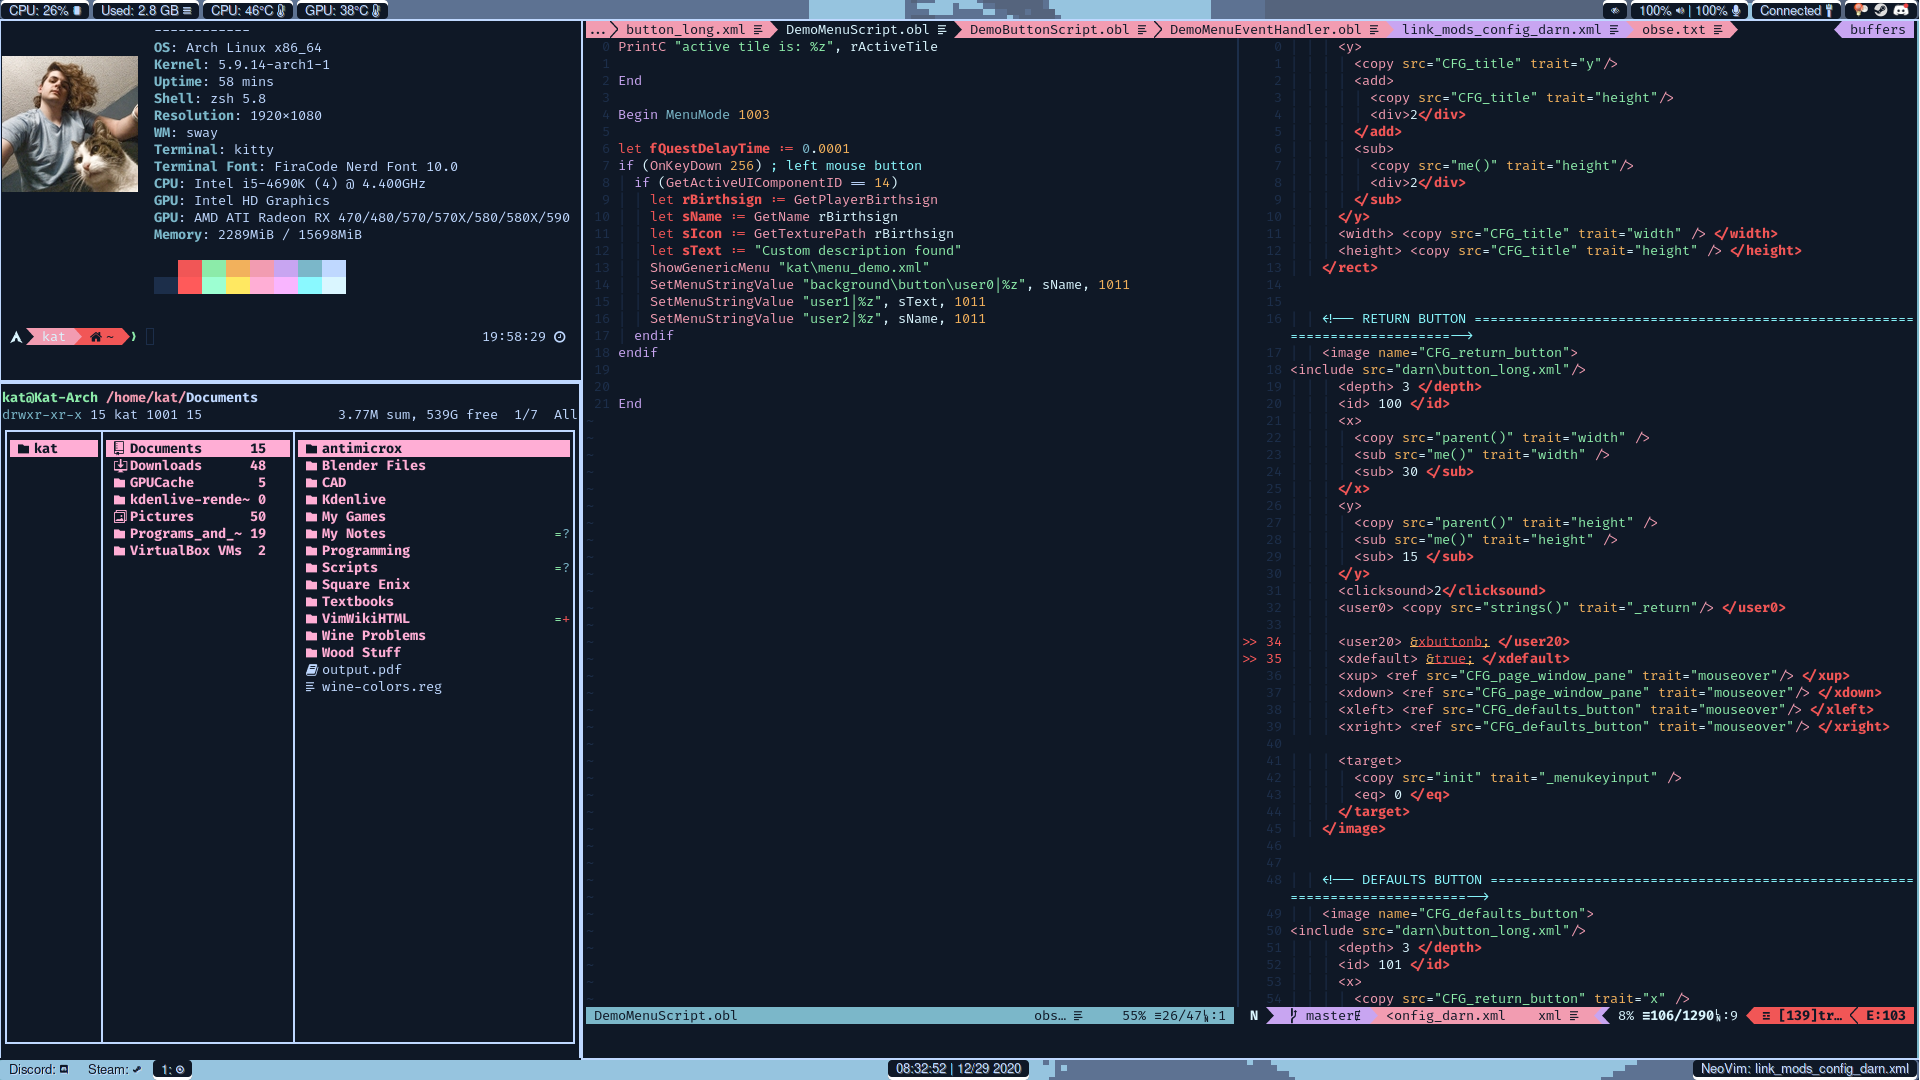 CPU: 26%
Used: 2.8 GB
CPU: 46°C
GPU: 38°C
100% | 100%
Connected
------------
OS: Arch Linux x86_64
Kernel: 5.9.14-arch1-1
Uptime: 58 mins
Shell: zsh 5.8
Resolution: 1920×1080
WM: sway
Terminal: kitty
Terminal Font: FiraCode Nerd Font 10.0
CPU: Intel i5-4690K (4) @ 4.400GHz
GPU: Intel HD Graphics
GPU: AMD ATI Radeon RX 470/480/570/570X/580/580X/590
Memory: 2289MiB / 15698MiB
kat ~ 19:58:29
kat@Kat-Arch /home/kat/Documents
drwxr-xr-x 15 kat 1001 15 3.77M sum, 539G free 1/7 All
kat
Documents 15
Downloads 48
GPUCache 5
kdenlive-rende~ 0
Pictures 50
Programs_and_~ 19
VirtualBox VMs 2
antimicrox
Blender Files
CAD
Kdenlive
My Games
My Notes =?
Programming
Scripts =?
Square Enix
Textbooks
VimWikiHTML =+
Wine Problems
Wood Stuff
output.pdf
wine-colors.reg
... button_long.xml DemoMenuScript.obl DemoButtonScript.obl DemoMenuEventHandler.obl link_mods_config_darn.xml obse.txt buffers
0 PrintC "active tile is: %z", rActiveTile
1
2 End
3
4 Begin MenuMode 1003
5
6 let fQuestDelayTime := 0.0001
7 if (OnKeyDown 256) ; left mouse button
8 if (GetActiveUIComponentID == 14)
9 let rBirthsign := GetPlayerBirthsign
10 let sName := GetName rBirthsign
11 let sIcon := GetTexturePath rBirthsign
12 let sText := "Custom description found"
13 ShowGenericMenu "kat\menu_demo.xml"
14 SetMenuStringValue "background\button\user0|%z", sName, 1011
15 SetMenuStringValue "user1|%z", sText, 1011
16 SetMenuStringValue "user2|%z", sName, 1011
17 endif
18 endif
19
20
21 End
DemoMenuScript.obl obs… 55% ≡26/47:1
0 <y>
1 <copy src="CFG_title" trait="y"/>
2 <add>
3 <copy src="CFG_title" trait="height"/>
4 <div>2</div>
5 </add>
6 <sub>
7 <copy src="me()" trait="height"/>
8 <div>2</div>
9 </sub>
10 </y>
11 <width> <copy src="CFG_title" trait="width" /> </width>
12 <height> <copy src="CFG_title" trait="height" /> </height>
13 </rect>
14
15
16 <!-- RETURN BUTTON =======================================================
======================-->
17 <image name="CFG_return_button">
18 <include src="darn\button_long.xml"/>
19 <depth> 3 </depth>
20 <id> 100 </id>
21 <x>
22 <copy src="parent()" trait="width" />
23 <sub src="me()" trait="width" />
24 <sub> 30 </sub>
25 </x>
26 <y>
27 <copy src="parent()" trait="height" />
28 <sub src="me()" trait="height" />
29 <sub> 15 </sub>
30 </y>
31 <clicksound>2</clicksound>
32 <user0> <copy src="strings()" trait="_return"/> </user0>
33
>> 34 <user20> &xbuttonb; </user20>
>> 35 <xdefault> &true; </xdefault>
36 <xup> <ref src="CFG_page_window_pane" trait="mouseover"/> </xup>
37 <xdown> <ref src="CFG_page_window_pane" trait="mouseover"/> </xdown>
38 <xleft> <ref src="CFG_defaults_button" trait="mouseover"/> </xleft>
39 <xright> <ref src="CFG_defaults_button" trait="mouseover"/> </xright>
40
41 <target>
42 <copy src="init" trait="_menukeyinput" />
43 <eq> 0 </eq>
44 </target>
45 </image>
46
47
48 <!-- DEFAULTS BUTTON =====================================================
========================-->
49 <image name="CFG_defaults_button">
50 <include src="darn\button_long.xml"/>
51 <depth> 3 </depth>
52 <id> 101 </id>
53 <x>
54 <copy src="CFG_return_button" trait="x" />
N master <onfig_darn.xml xml 8% ≡106/1290:9 [139]tr… E:103
Discord:
Steam:
1:
08:32:52 | 12/29 2020
NeoVim: link_mods_config_darn.xml